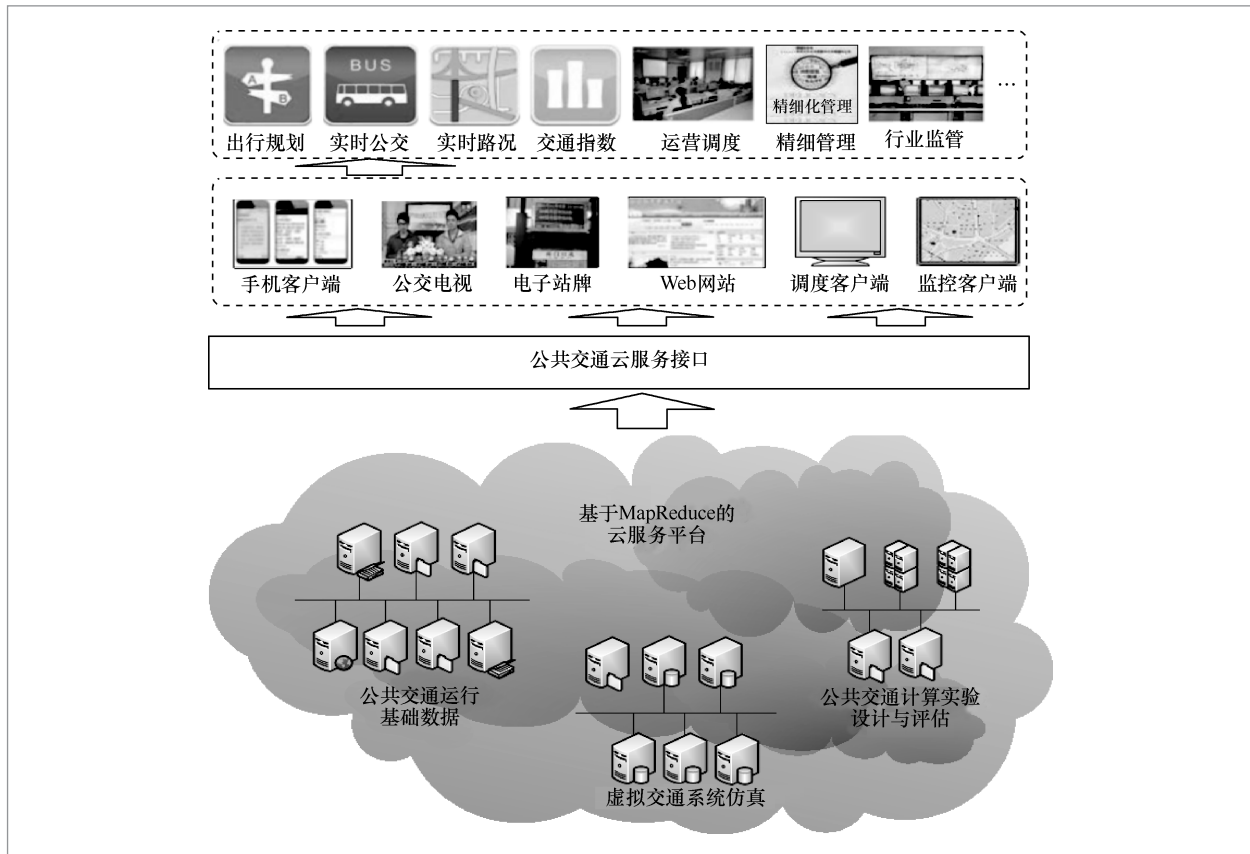 BUS
A
B
精细化管理
…
出行规划
实时公交
实时路况
交通指数
运营调度
精细管理
行业监管
手机客户端
公交电视
电子站牌
Web网站
调度客户端
监控客户端
公共交通云服务接口
基于MapReduce的
云服务平台
公共交通运行
基础数据
公共交通计算实验
设计与评估
虚拟交通系统仿真